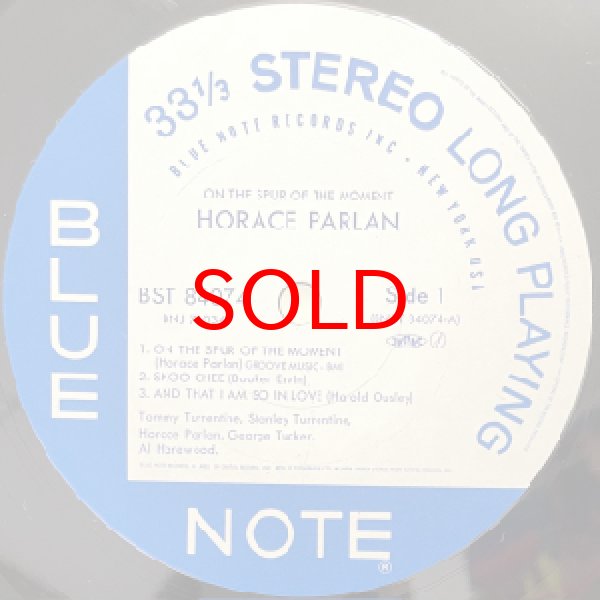 33⅓ STEREO LONG PLAYING
BLUE NOTE RECORDS INC • NEW YORK USA
ON THE SPUR OF THE MOMENT
HORACE PARLAN
BST 84074
Side 1
SOLD
1. ON THE SPUR OF THE MOMENT
(Horace Parlan) GROOVE MUSIC - BMI
2. SKOO CHEE (Booker Ervin)
3. AND THAT I AM SO IN LOVE (Harold Ousley)
Tommy Turrentine, Stanley Turrentine,
Horace Parlan, George Tucker,
Al Harewood.
BLUE
NOTE ®